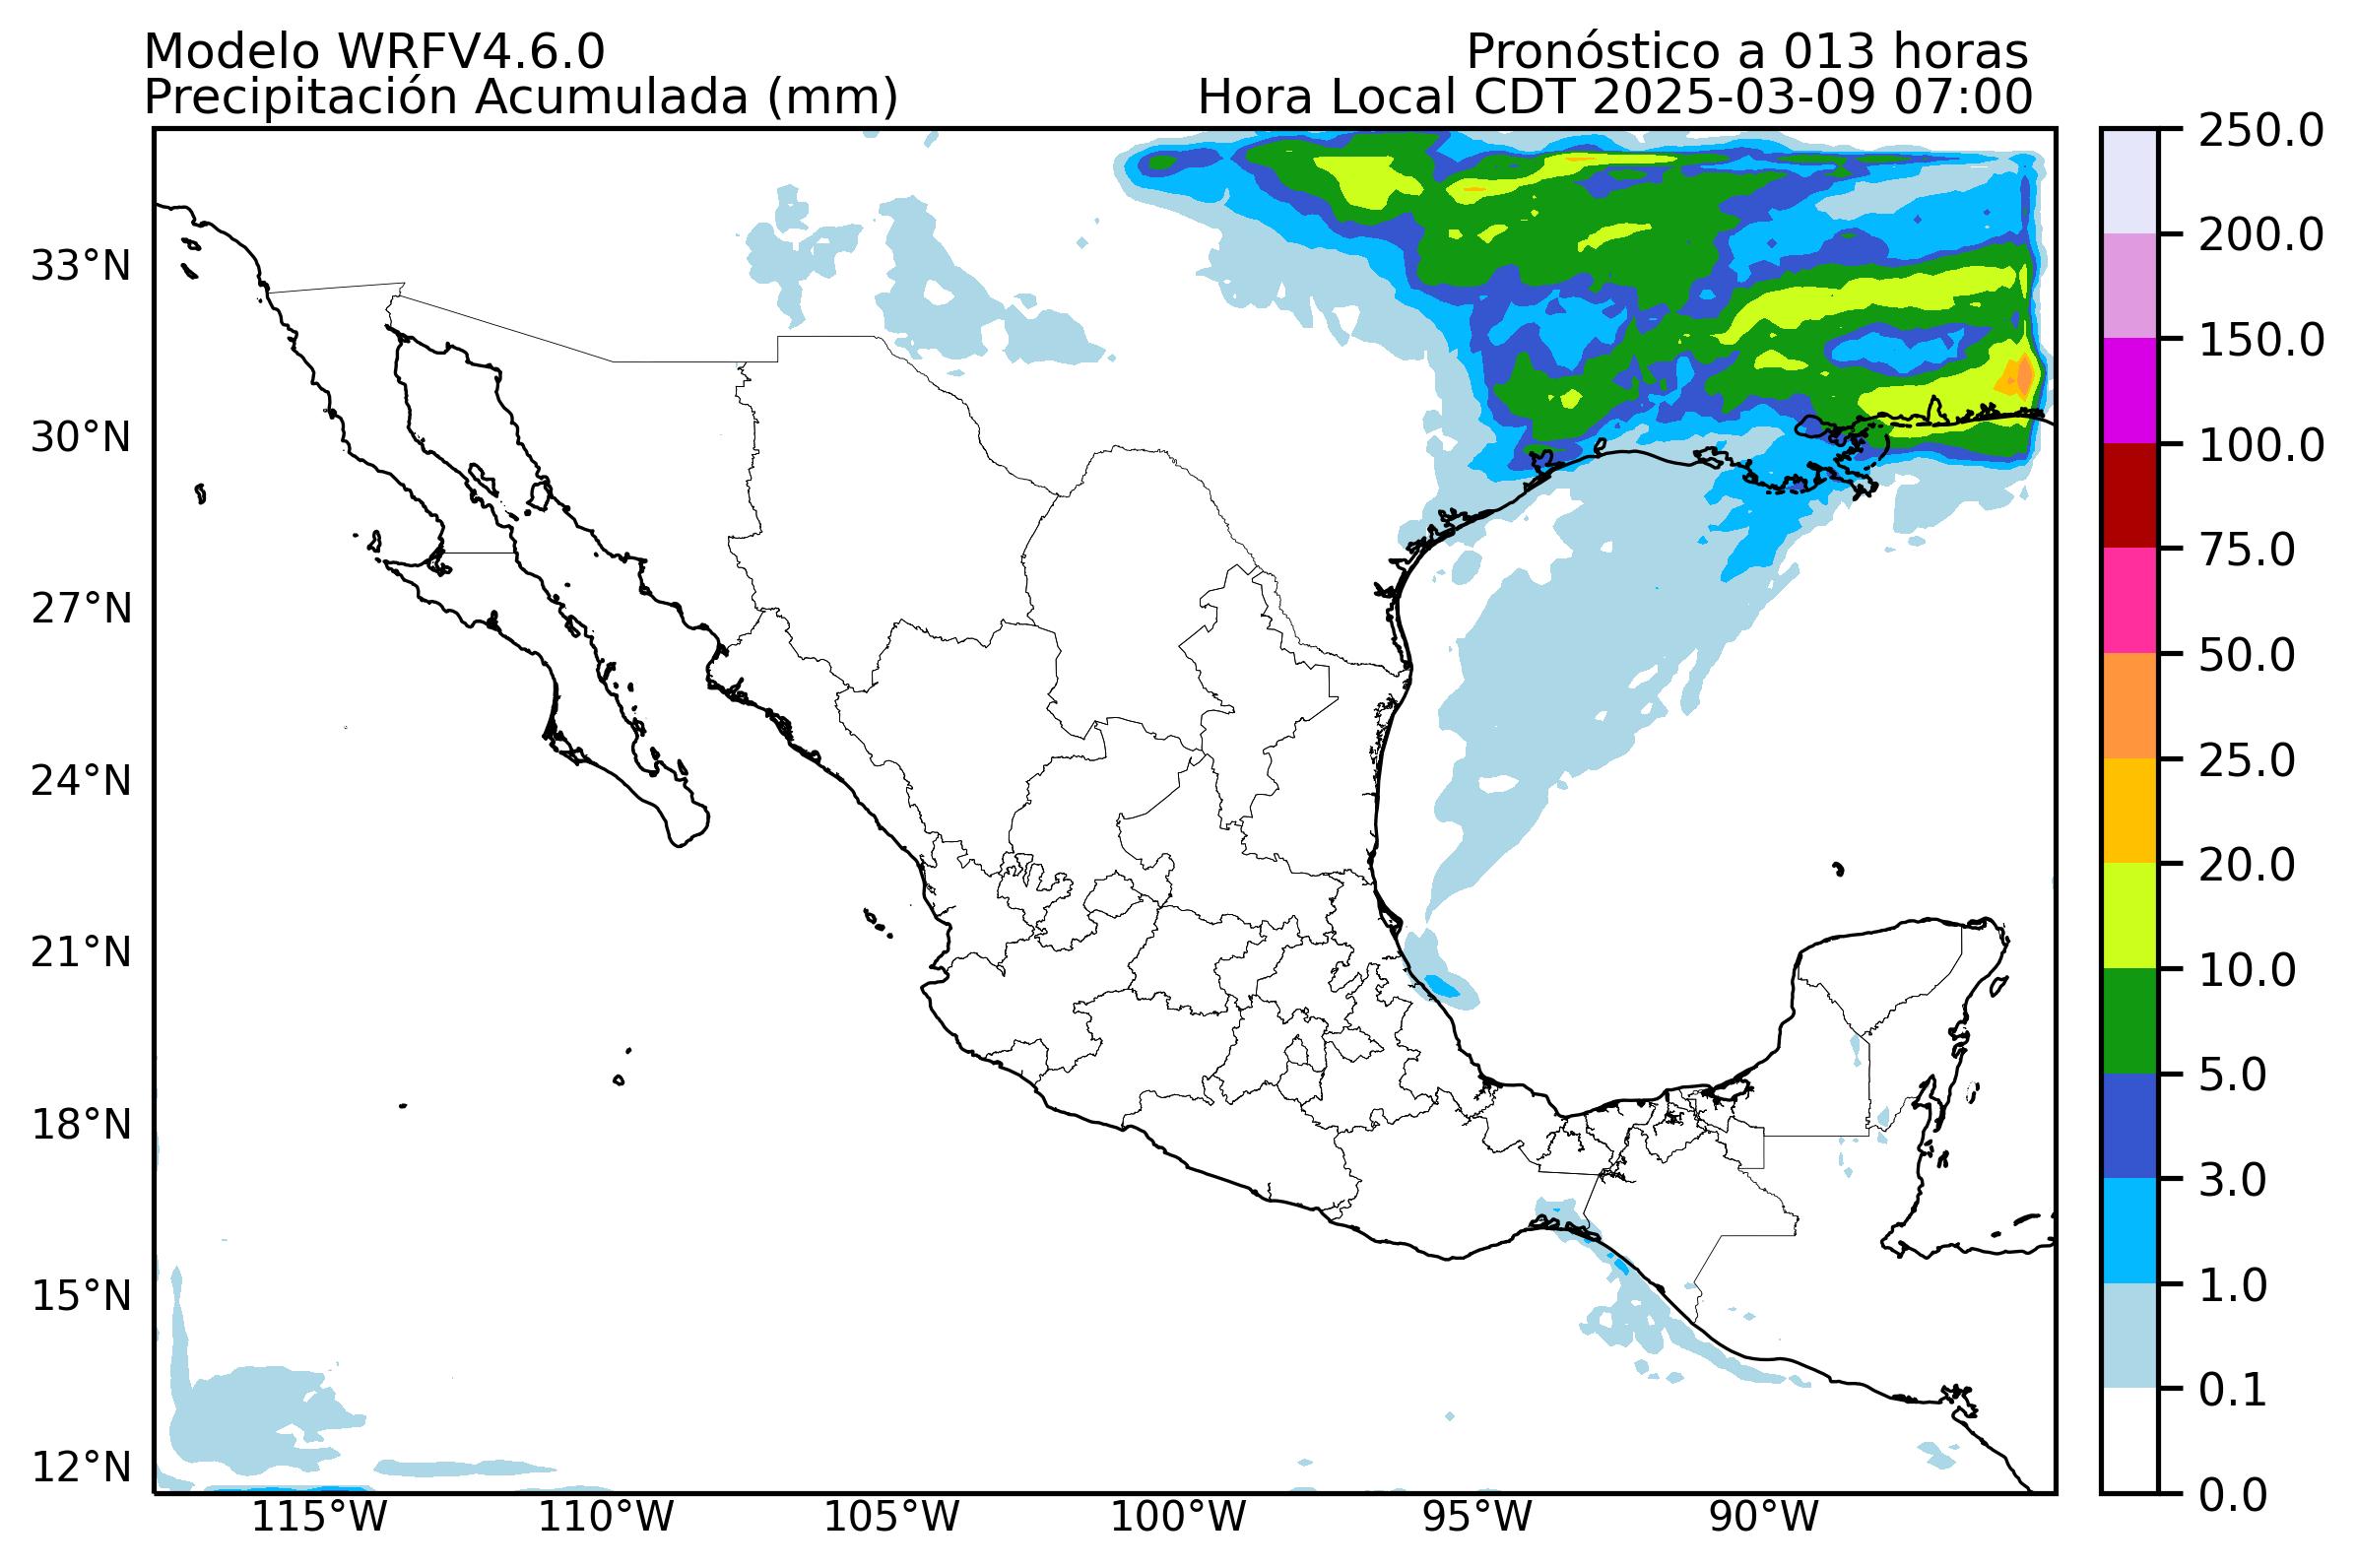 Modelo WRFV4.6.0
Pronóstico a 013 horas
Precipitación Acumulada (mm)
Hora Local CDT 2025-03-09 07:00
250.0
200.0
150.0
100.0
75.0
50.0
25.0
20.0
10.0
5.0
3.0
1.0
0.1
0.0
33°N
30°N
27°N
24°N
21°N
18°N
15°N
12°N
115°W
110°W
105°W
100°W
95°W
90°W